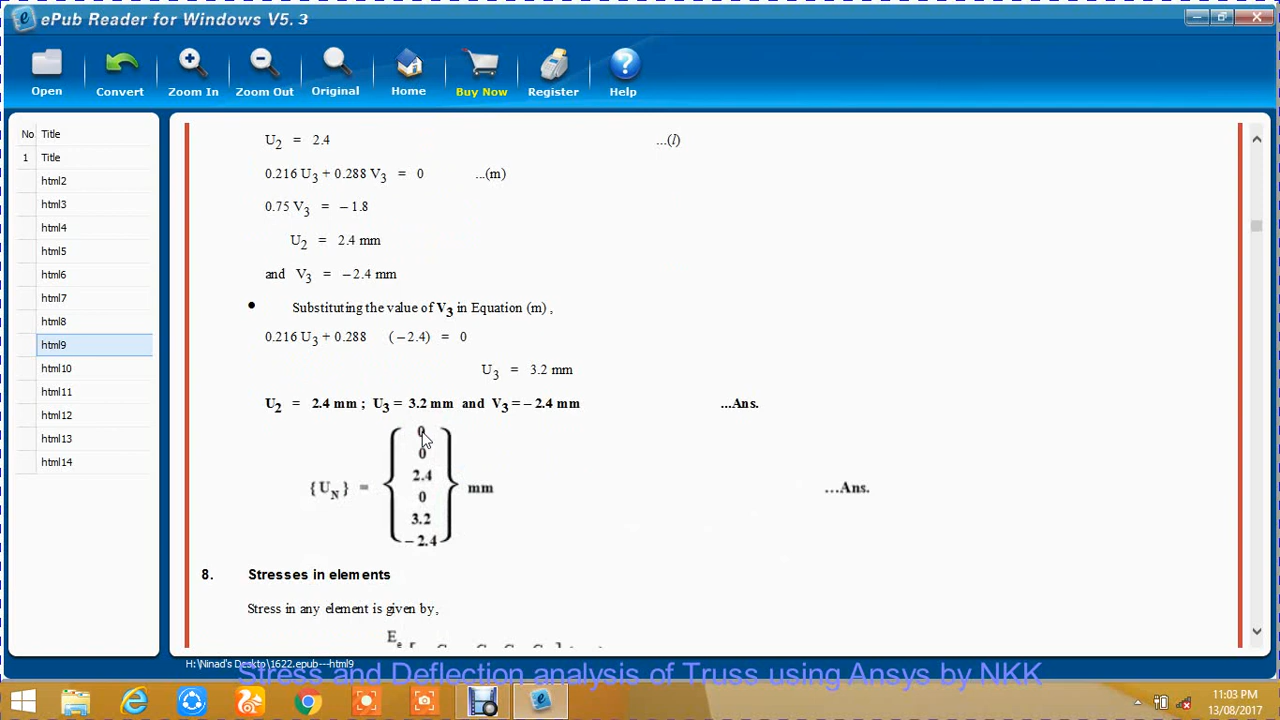 ePub Reader for Windows V5. 3
Open
Convert
Zoom In
Zoom Out
Original
Home
Buy Now
Register
Help
No Title
1 Title
html2
html3
html4
html5
html6
html7
html8
html9
html10
html11
html12
html13
html14
U2 = 2.4 ...(l)
0.216 U3 + 0.288 V3 = 0 ...(m)
0.75 V3 = – 1.8
U2 = 2.4 mm
and V3 = – 2.4 mm
• Substituting the value of V3 in Equation (m) ,
0.216 U3 + 0.288 (– 2.4) = 0
U3 = 3.2 mm
U2 = 2.4 mm ; U3 = 3.2 mm and V3 = – 2.4 mm ...Ans.
0
0
2.4
{UN} = 0 mm ...Ans.
3.2
– 2.4
8. Stresses in elements
Stress in any element is given by,
H:\Ninad's Deskto\1622.epub---html9
Stress and Deflection analysis of Truss using Ansys by NKK
11:03 PM
13/08/2017